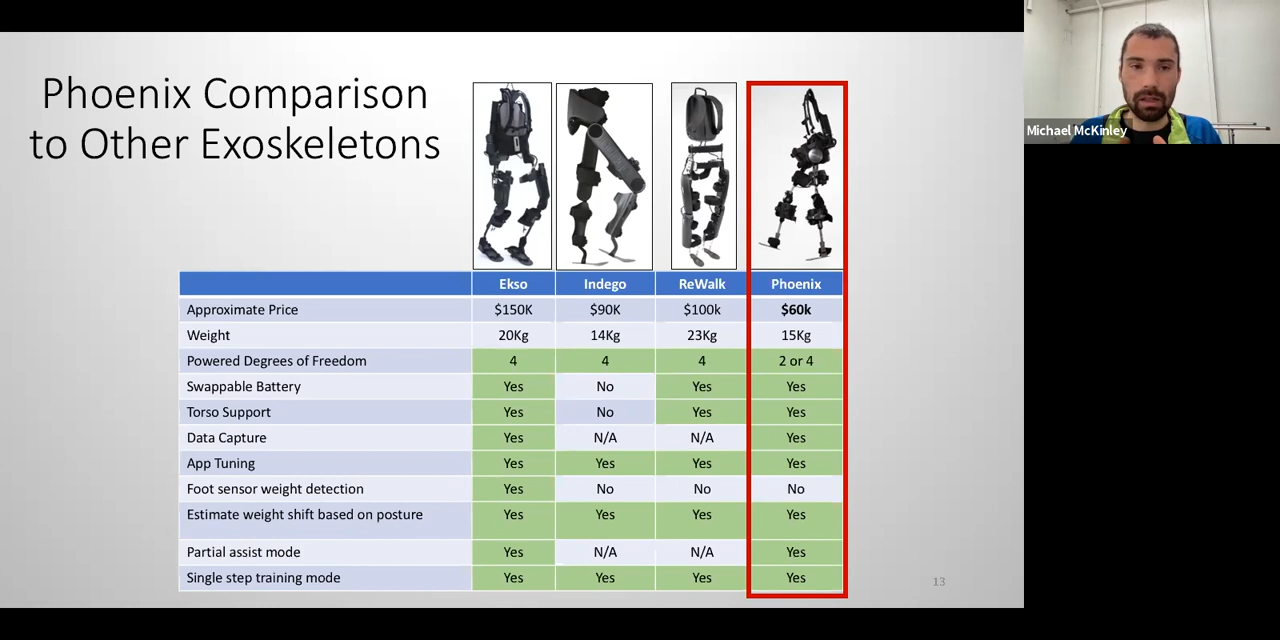 Phoenix Comparison
to Other Exoskeletons
Michael McKinley
Ekso Indego ReWalk Phoenix
Approximate Price $150K $90K $100k $60k
Weight 20Kg 14Kg 23Kg 15Kg
Powered Degrees of Freedom 4 4 4 2 or 4
Swappable Battery Yes No Yes Yes
Torso Support Yes No Yes Yes
Data Capture Yes N/A N/A Yes
App Tuning Yes Yes Yes Yes
Foot sensor weight detection Yes No No No
Estimate weight shift based on posture Yes Yes Yes Yes
Partial assist mode Yes N/A N/A Yes
Single step training mode Yes Yes Yes Yes
13